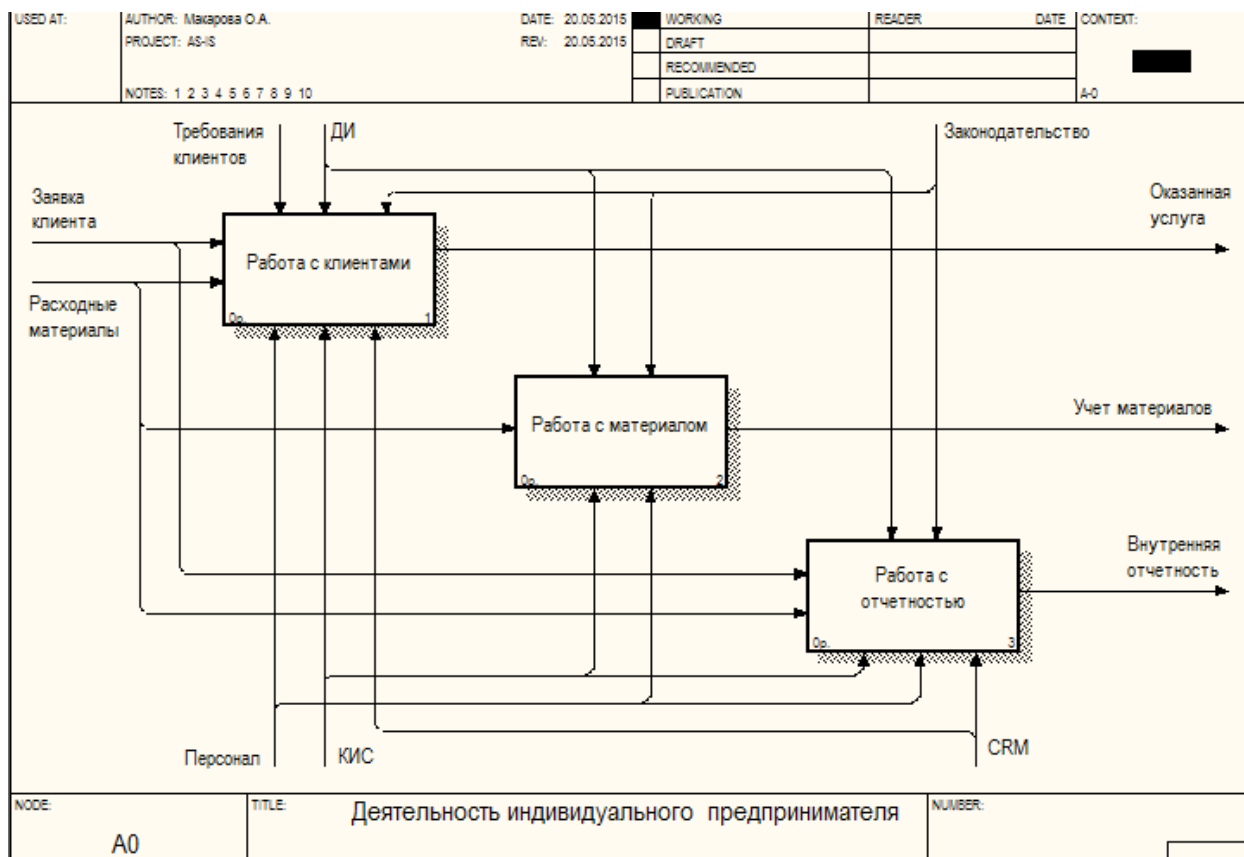 USED AT:
AUTHOR: Макарова О.А.
DATE: 20.05.2015
PROJECT: AS-IS
REV: 20.05.2015
NOTES: 1 2 3 4 5 6 7 8 9 10
WORKING
DRAFT
RECOMMENDED
PUBLICATION
READER
DATE
CONTEXT:
A-0
Требования
клиентов
ДИ
Законодательство
Заявка
клиента
Расходные
материалы
Работа с клиентами
0р.
1
Оказанная
услуга
Работа с материалом
0р.
2
Учет материалов
Работа с
отчетностью
0р.
3
Внутренняя
отчетность
Персонал
КИС
CRM
NODE:
A0
TITLE:
Деятельность индивидуального предпринимателя
NUMBER: